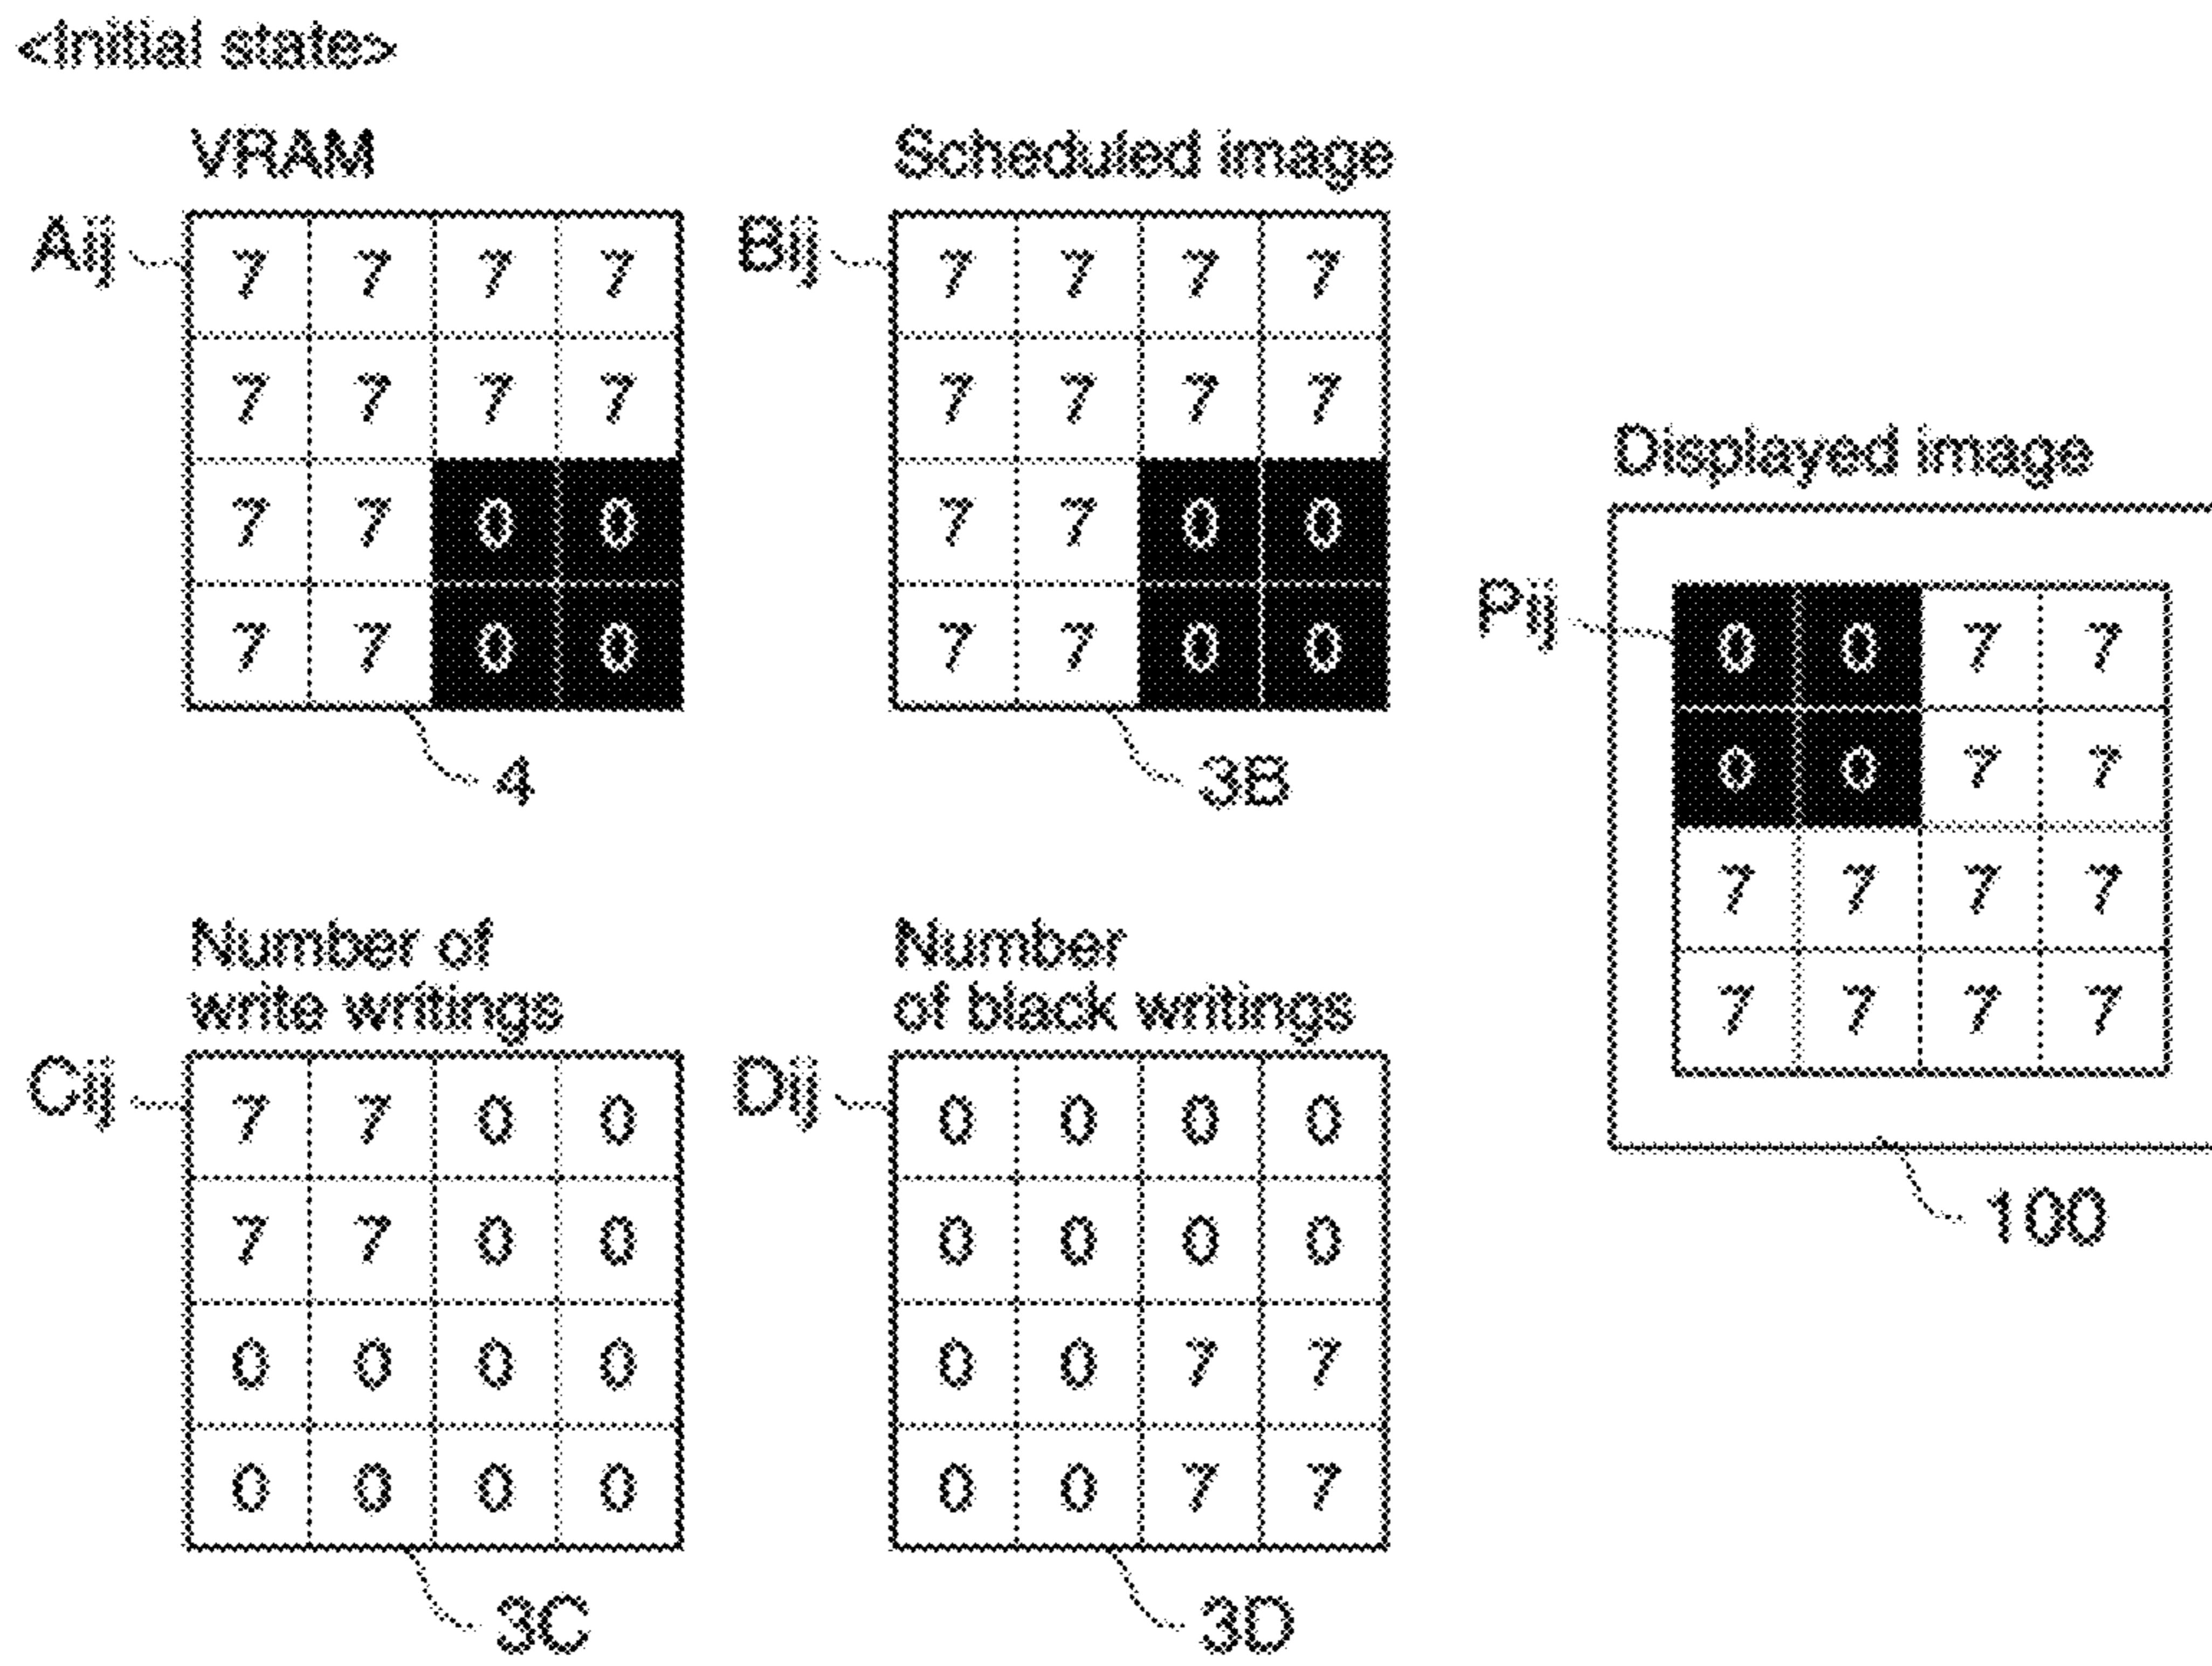 <Initial state>
VRAM
Aij
7 7 7 7
7 7 7 7
7 7 0 0
7 7 0 0
4
Scheduled image
Bij
7 7 7 7
7 7 7 7
7 7 0 0
7 7 0 0
3B
Number of
write writings
Cij
7 7 0 0
7 7 0 0
0 0 0 0
0 0 0 0
3C
Number
of black writings
Dij
0 0 0 0
0 0 0 0
0 0 7 7
0 0 7 7
3D
Displayed image
Pij
0 0 7 7
0 0 7 7
7 7 7 7
7 7 7 7
100